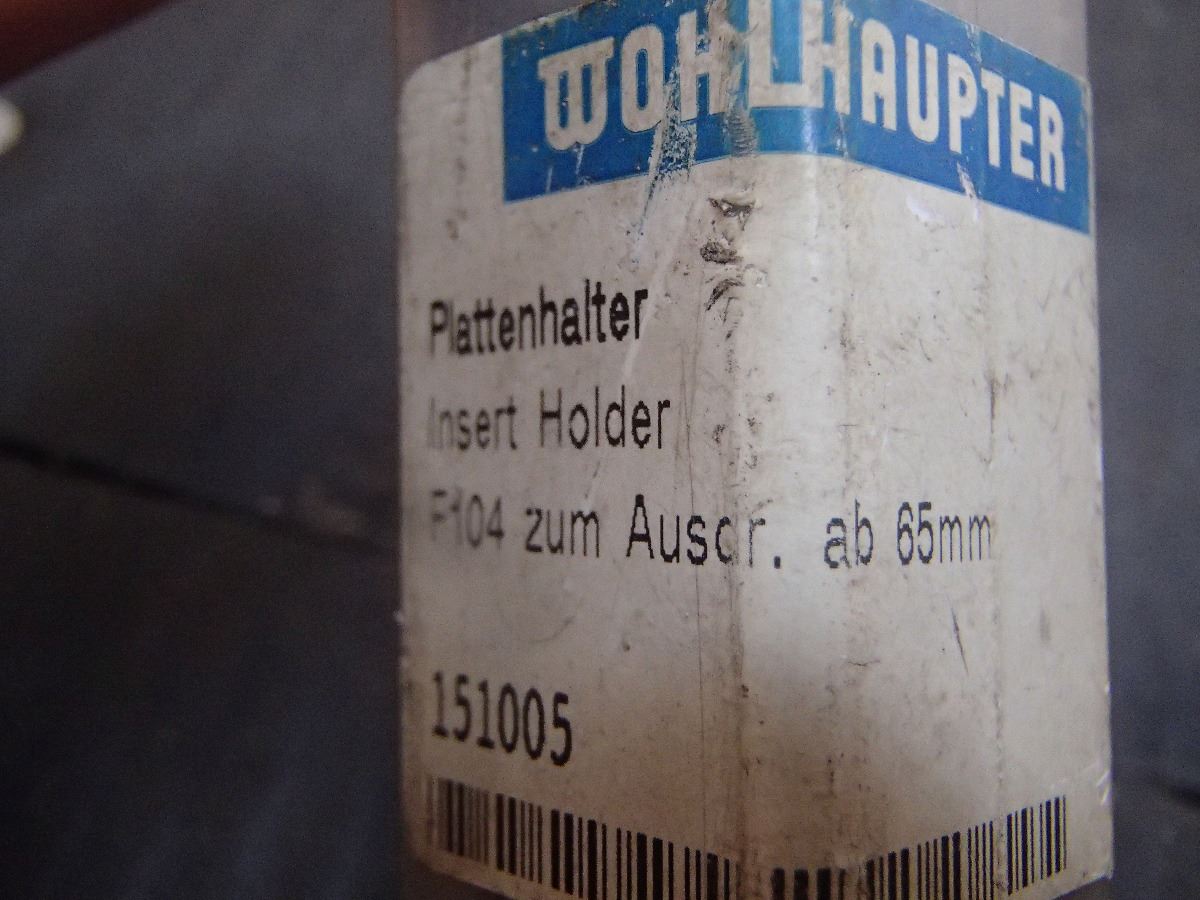 WOHLHAUPTER
Plattenhalter
Insert Holder
F104 zum Ausdr. ab 65mm
151005